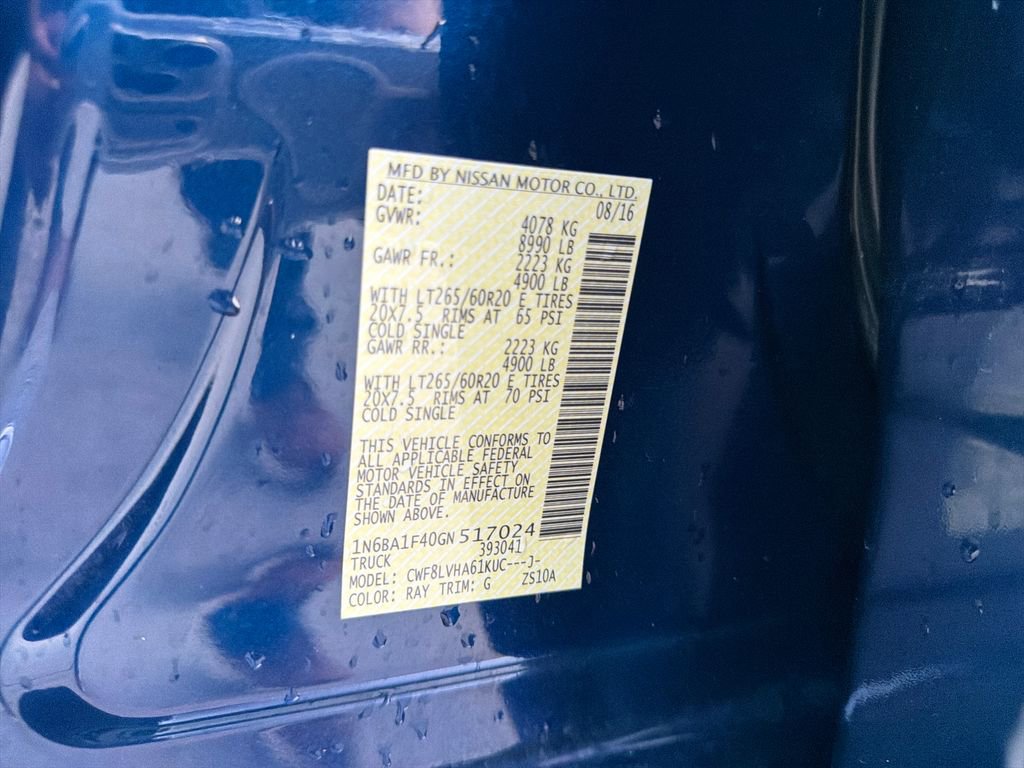 MFD BY NISSAN MOTOR CO., LTD.
DATE: 08/16
GVWR: 4078 KG
8990 LB
GAWR FR.: 2223 KG
4900 LB
WITH LT265/60R20 E TIRES
20X7.5 RIMS AT 65 PSI
COLD SINGLE
GAWR RR.: 2223 KG
4900 LB
WITH LT265/60R20 E TIRES
20X7.5 RIMS AT 70 PSI
COLD SINGLE
THIS VEHICLE CONFORMS TO
ALL APPLICABLE FEDERAL
MOTOR VEHICLE SAFETY
STANDARDS IN EFFECT ON
THE DATE OF MANUFACTURE
SHOWN ABOVE.
1N6BA1F40GN517024
TRUCK 393041
MODEL: CWF8LVHA61KUC---J-
COLOR: RAY TRIM: G ZS10A